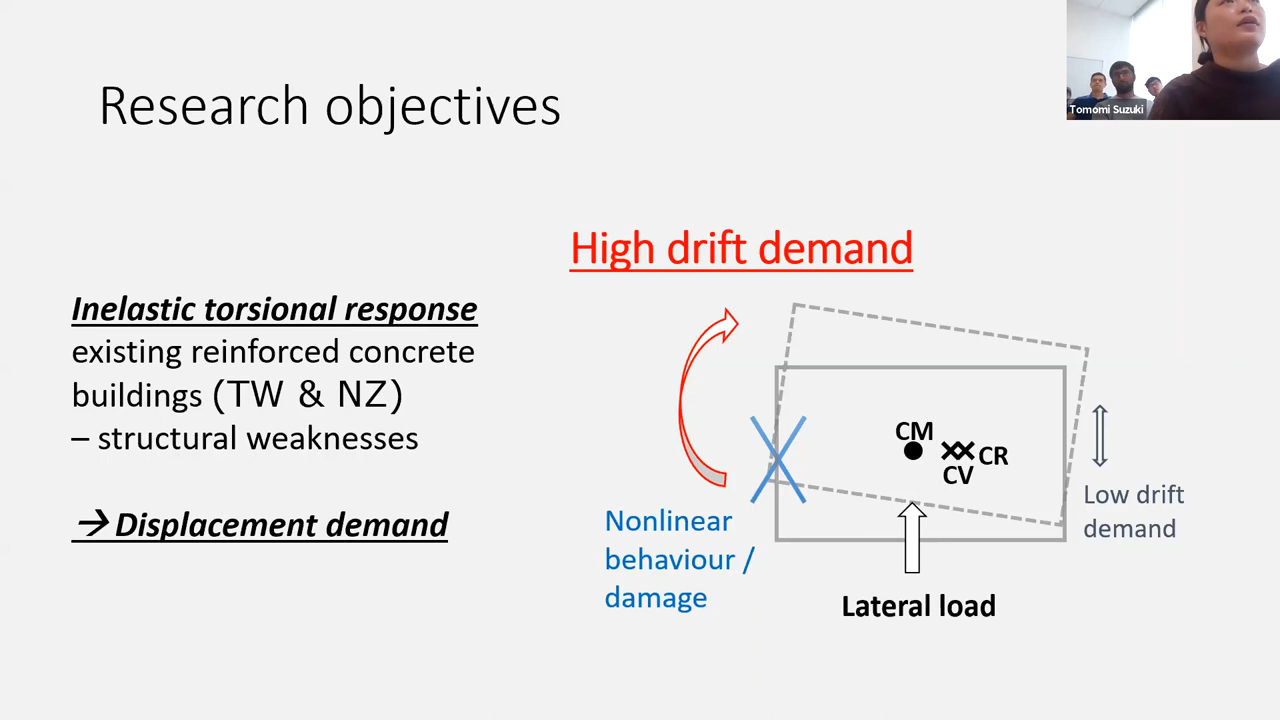 Research objectives
Tomomi Suzuki
High drift demand
Inelastic torsional response
existing reinforced concrete
buildings (TW & NZ)
– structural weaknesses
→ Displacement demand
CM
CR
CV
Low drift
demand
Nonlinear
behaviour /
damage
Lateral load